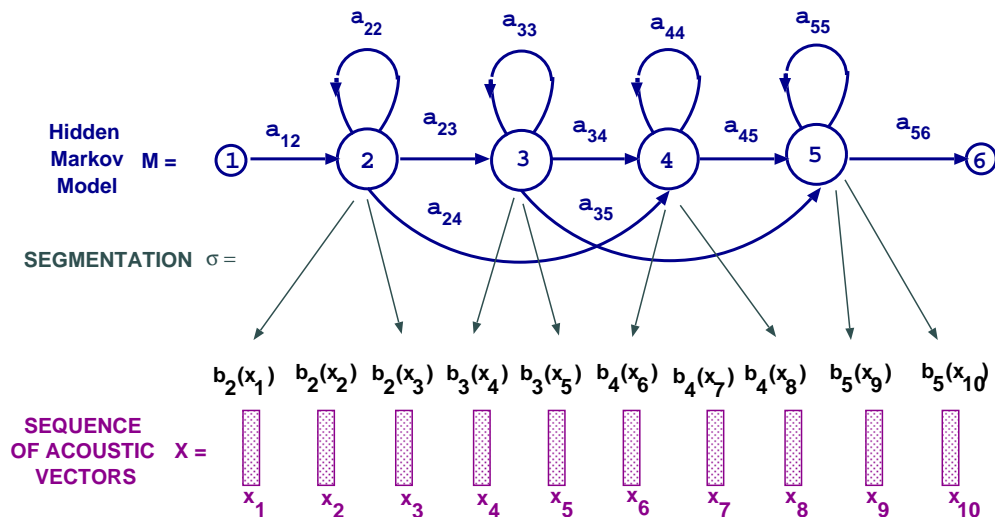 a₂₂ a₃₃ a₄₄ a₅₅
a₁₂ a₂₃ a₃₄ a₄₅ a₅₆
Hidden
Markov M =
Model
1 2 3 4 5 6
a₂₄ a₃₅
SEGMENTATION σ =
b₂(x₁) b₂(x₂) b₂(x₃) b₃(x₄) b₃(x₅) b₄(x₆) b₄(x₇) b₄(x₈) b₅(x₉) b₅(x₁₀)
SEQUENCE
OF ACOUSTIC X =
VECTORS
x₁ x₂ x₃ x₄ x₅ x₆ x₇ x₈ x₉ x₁₀